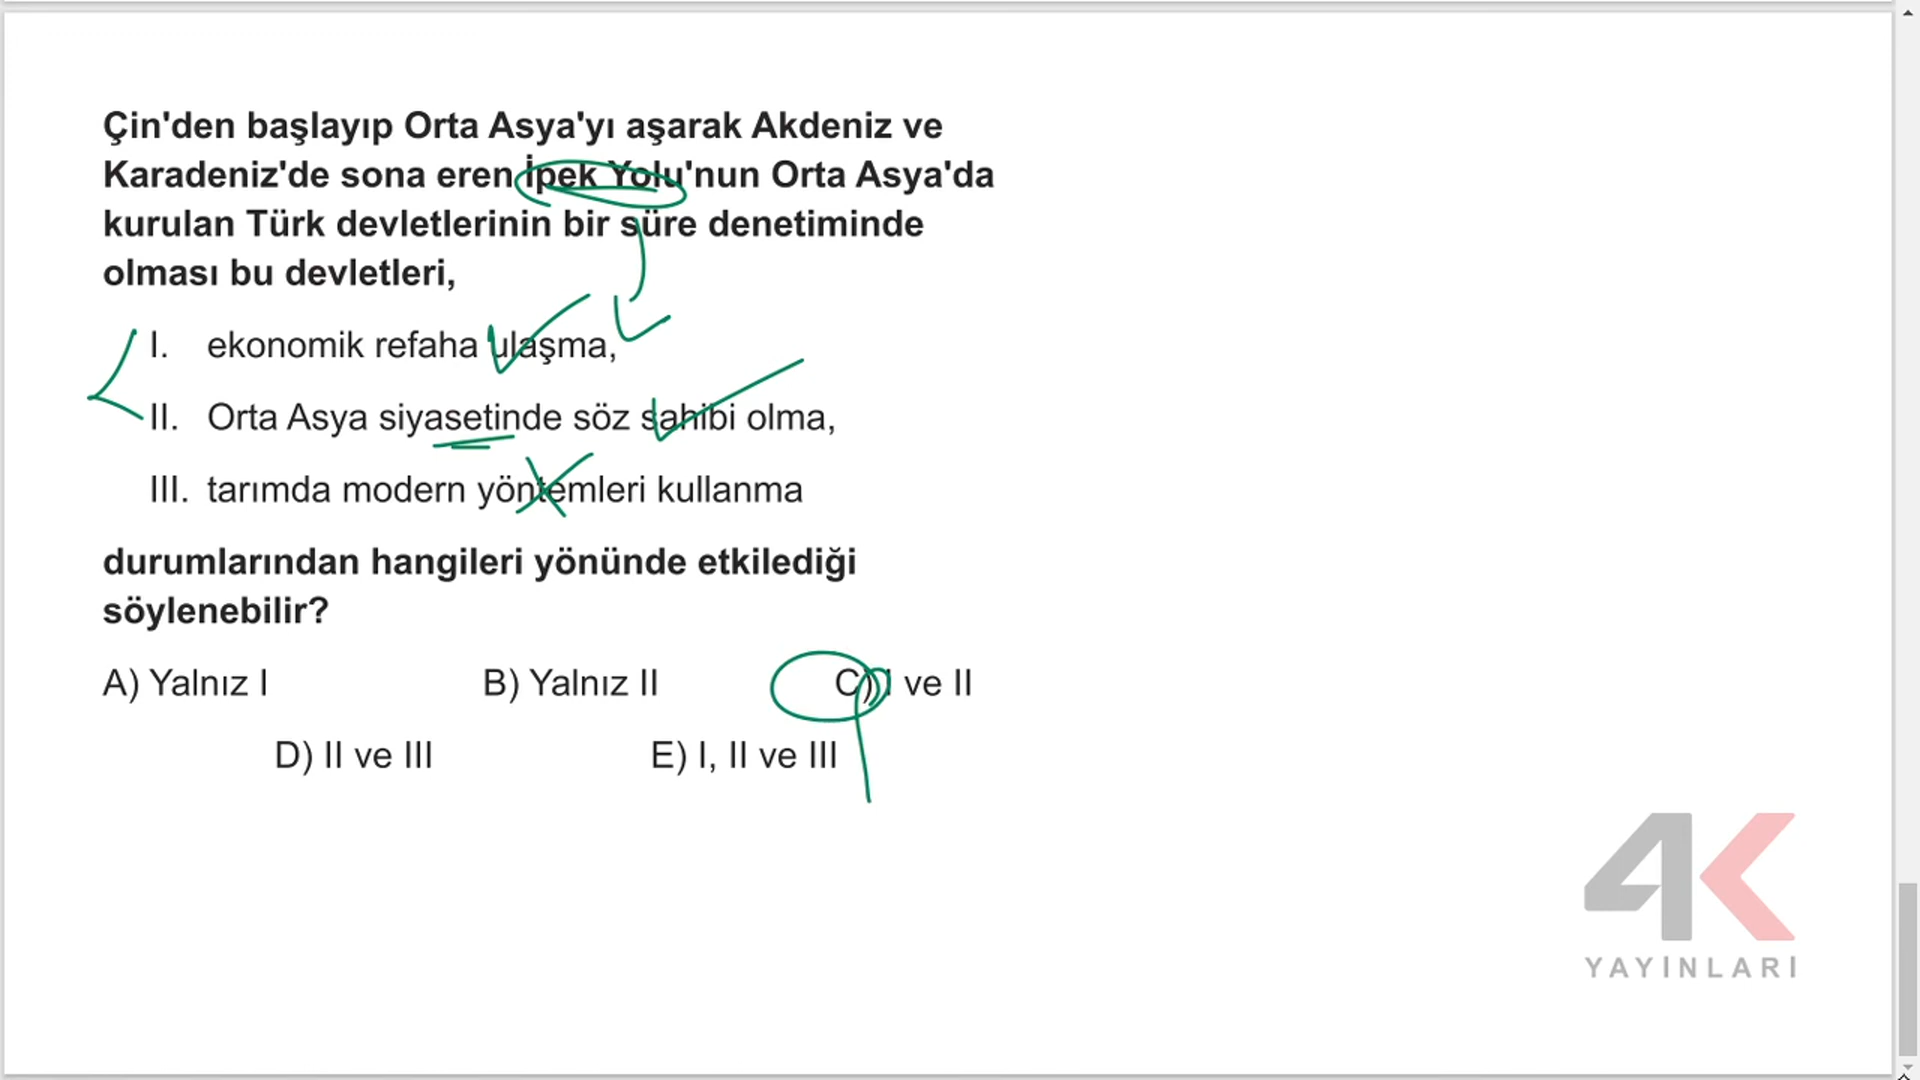 Çin'den başlayıp Orta Asya'yı aşarak Akdeniz ve
Karadeniz'de sona eren İpek Yolu'nun Orta Asya'da
kurulan Türk devletlerinin bir süre denetiminde
olması bu devletleri,
I. ekonomik refaha ulaşma,
II. Orta Asya siyasetinde söz sahibi olma,
III. tarımda modern yöntemleri kullanma
durumlarından hangileri yönünde etkilediği
söylenebilir?
A) Yalnız I B) Yalnız II C) I ve II
D) II ve III E) I, II ve III
4K
YAYINLARI